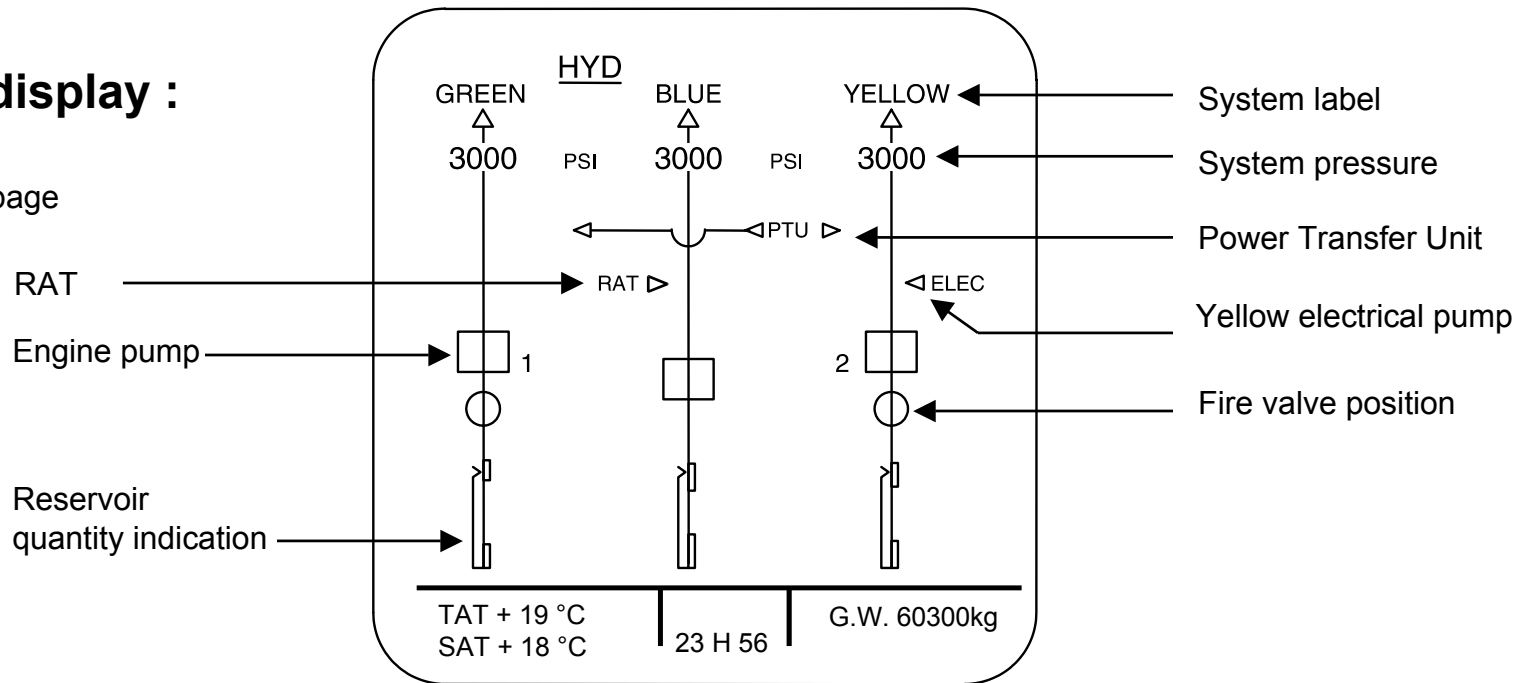 display :
page
RAT
Engine pump
Reservoir
quantity indication
HYD
GREEN BLUE YELLOW
3000 PSI 3000 PSI 3000
PTU
RAT ELEC
1 2
TAT + 19 °C
SAT + 18 °C
23 H 56
G.W. 60300kg
System label
System pressure
Power Transfer Unit
Yellow electrical pump
Fire valve position